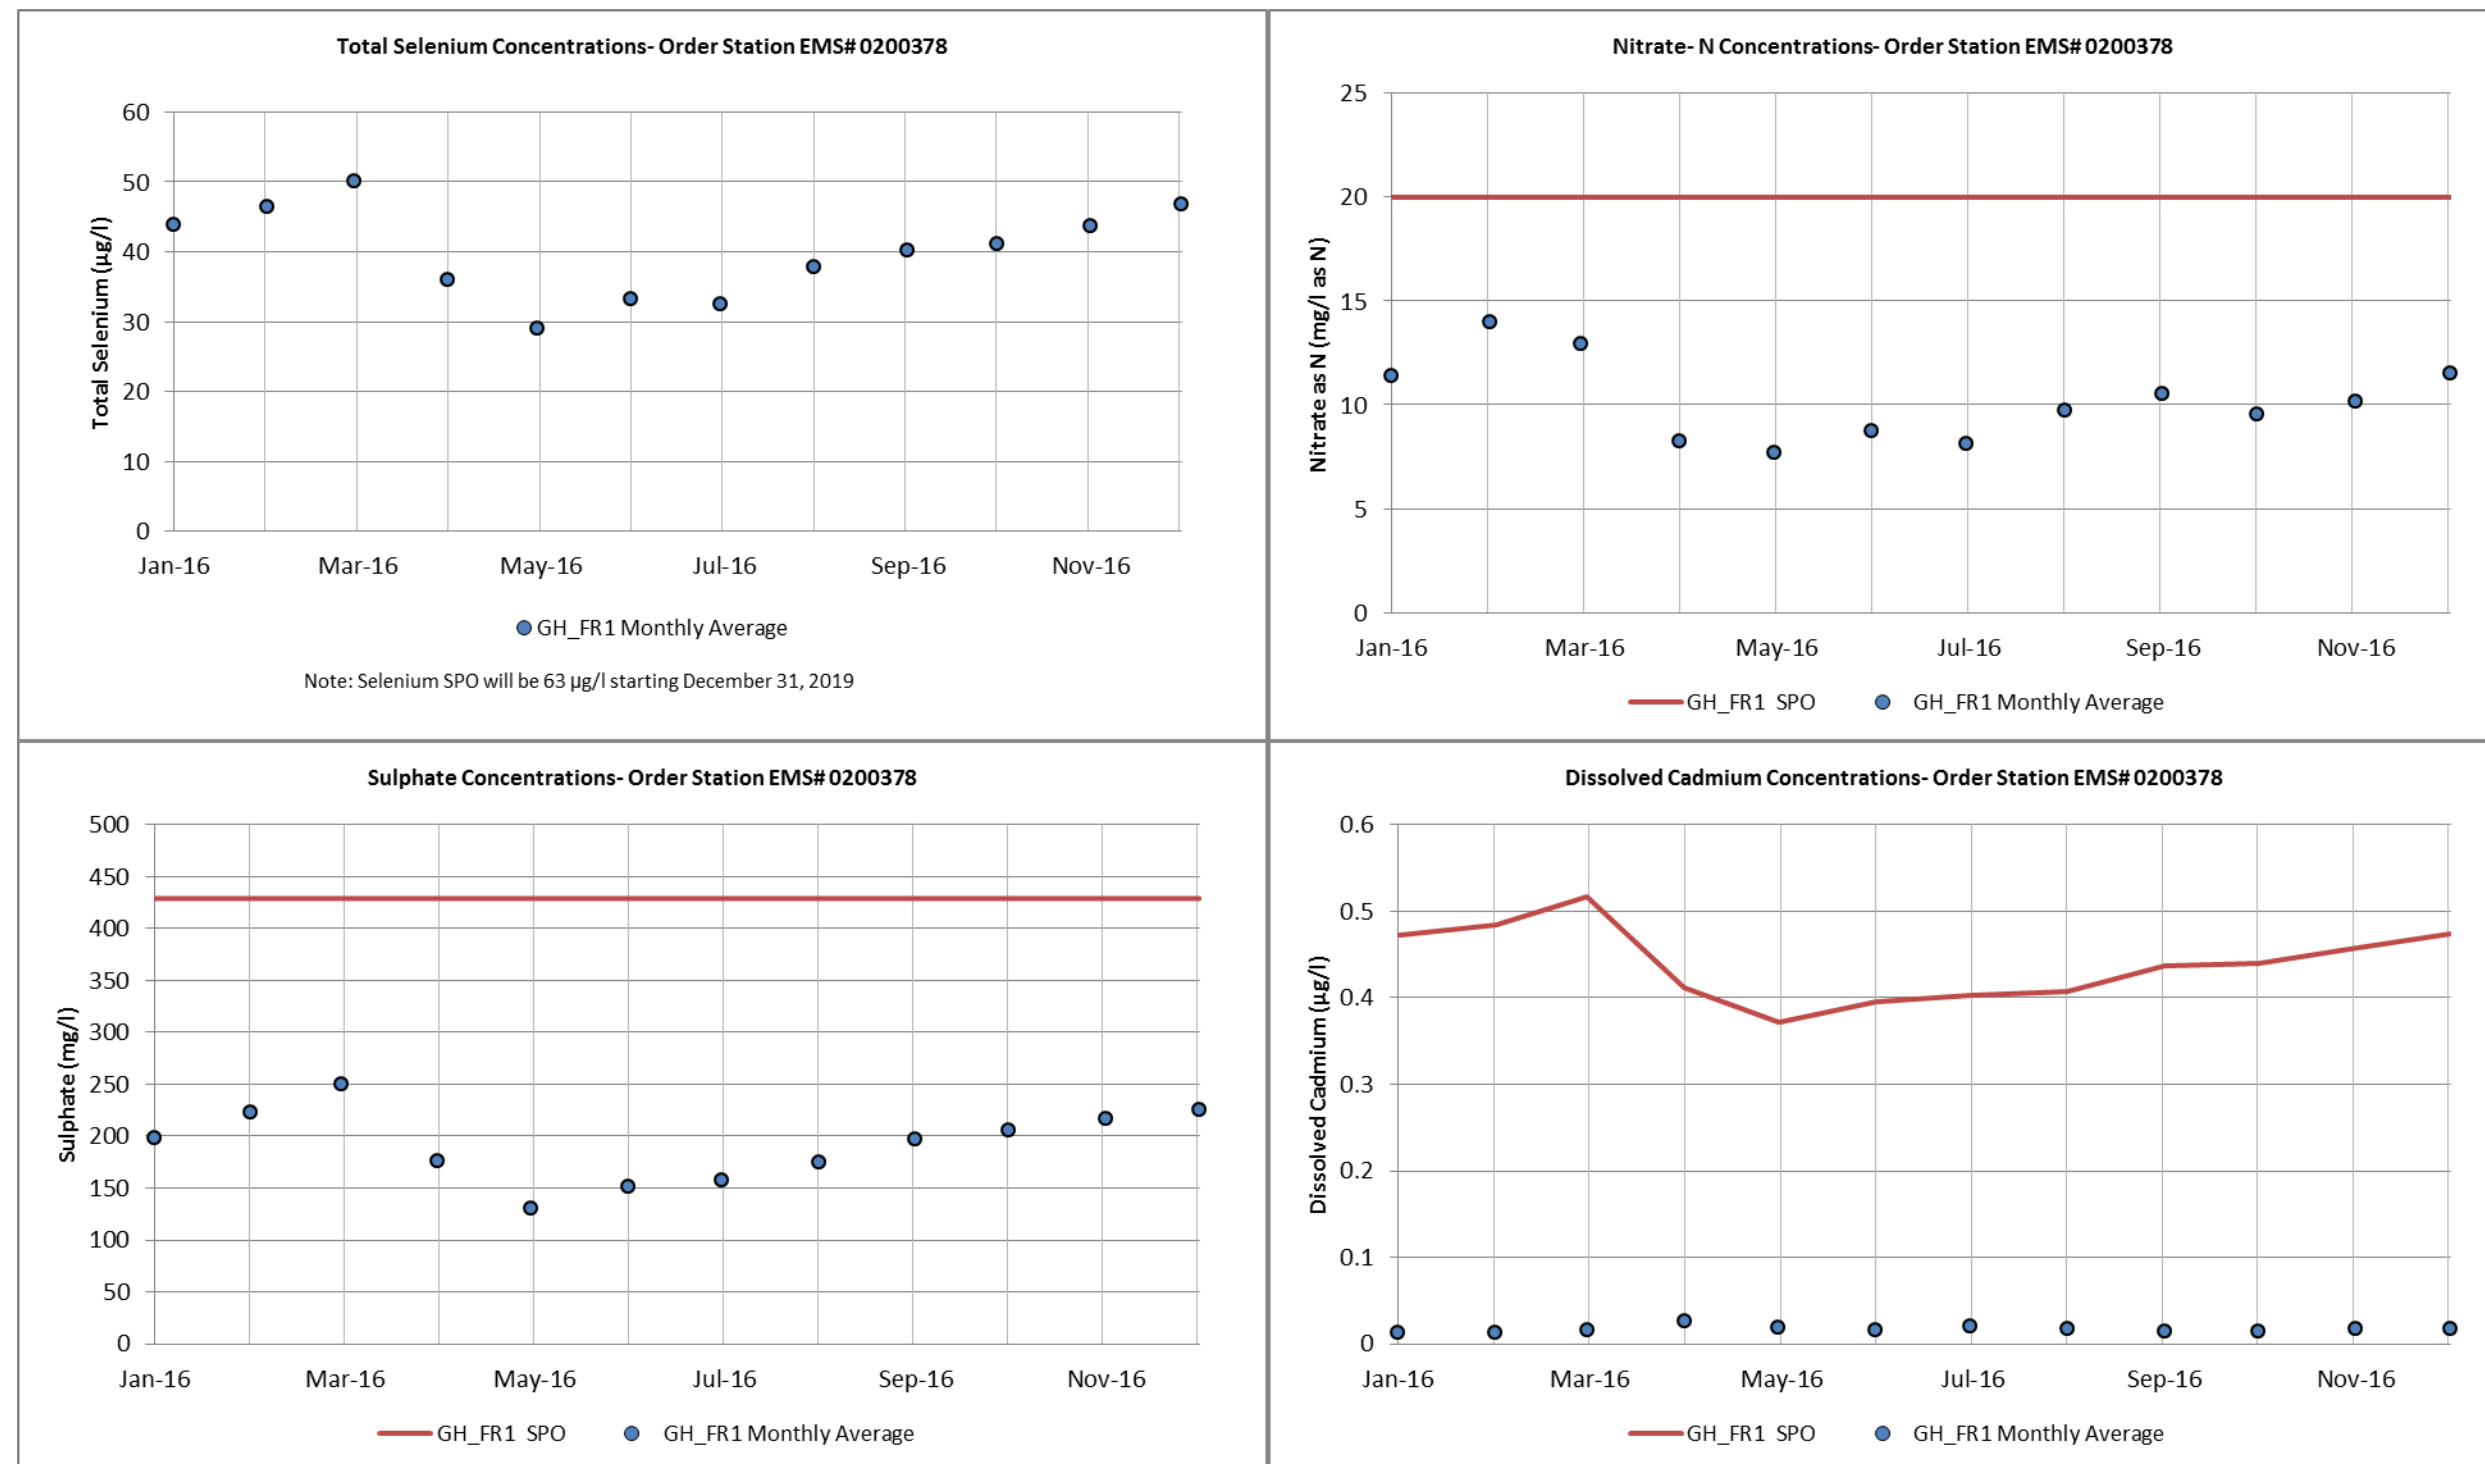 Total Selenium Concentrations- Order Station EMS# 0200378
Total Selenium (µg/l)
60
50
40
30
20
10
0
Jan-16 Mar-16 May-16 Jul-16 Sep-16 Nov-16
GH_FR1 Monthly Average
Note: Selenium SPO will be 63 µg/l starting December 31, 2019
Nitrate- N Concentrations- Order Station EMS# 0200378
Nitrate as N (mg/l as N)
25
20
15
10
5
0
Jan-16 Mar-16 May-16 Jul-16 Sep-16 Nov-16
GH_FR1 SPO GH_FR1 Monthly Average
Sulphate Concentrations- Order Station EMS# 0200378
Sulphate (mg/l)
500
450
400
350
300
250
200
150
100
50
0
Jan-16 Mar-16 May-16 Jul-16 Sep-16 Nov-16
GH_FR1 SPO GH_FR1 Monthly Average
Dissolved Cadmium Concentrations- Order Station EMS# 0200378
Dissolved Cadmium (µg/l)
0.6
0.5
0.4
0.3
0.2
0.1
0
Jan-16 Mar-16 May-16 Jul-16 Sep-16 Nov-16
GH_FR1 SPO GH_FR1 Monthly Average